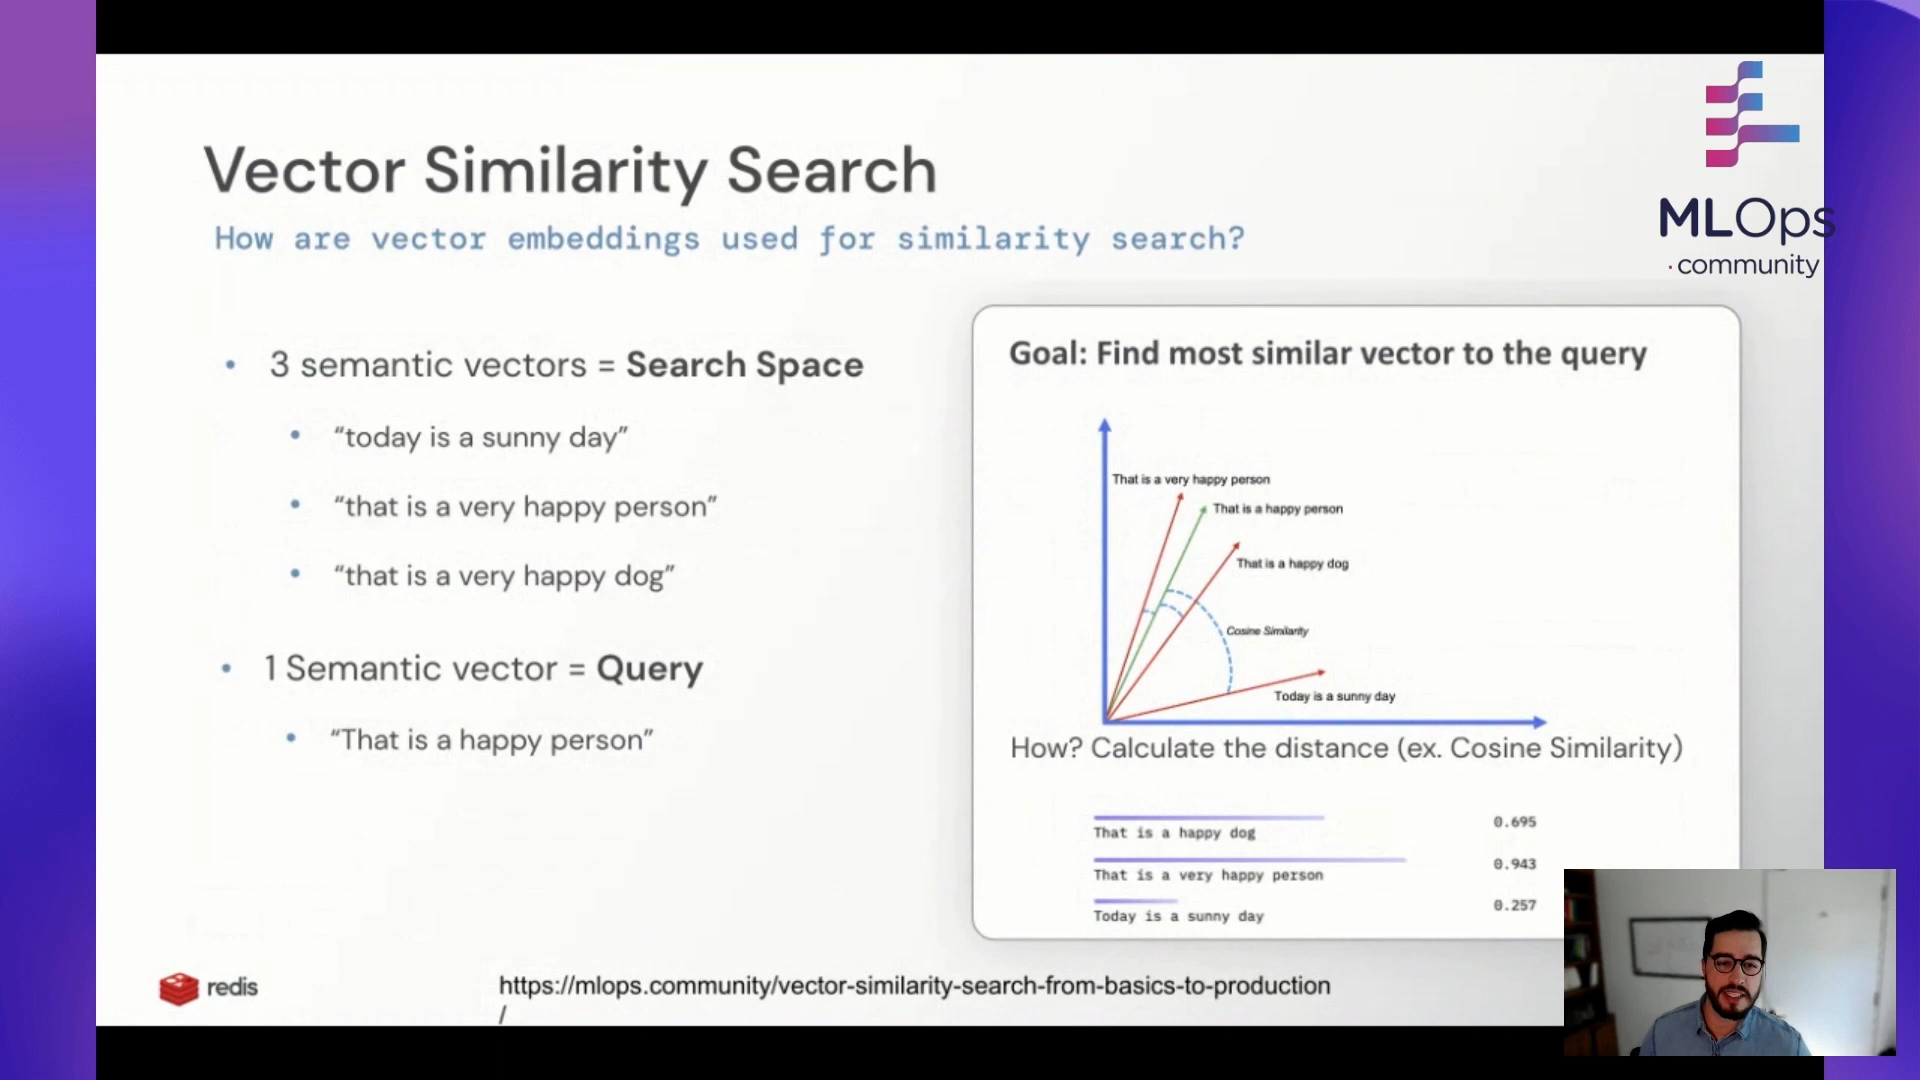 Vector Similarity Search
How are vector embeddings used for similarity search?
MLOps
community
• 3 semantic vectors = Search Space
• “today is a sunny day”
• “that is a very happy person”
• “that is a very happy dog”
• 1 Semantic vector = Query
• “That is a happy person”
Goal: Find most similar vector to the query
That is a very happy person
That is a happy person
That is a happy dog
Cosine Similarity
Today is a sunny day
How? Calculate the distance (ex. Cosine Similarity)
That is a happy dog 0.695
That is a very happy person 0.943
Today is a sunny day 0.257
redis
https://mlops.community/vector-similarity-search-from-basics-to-production
/